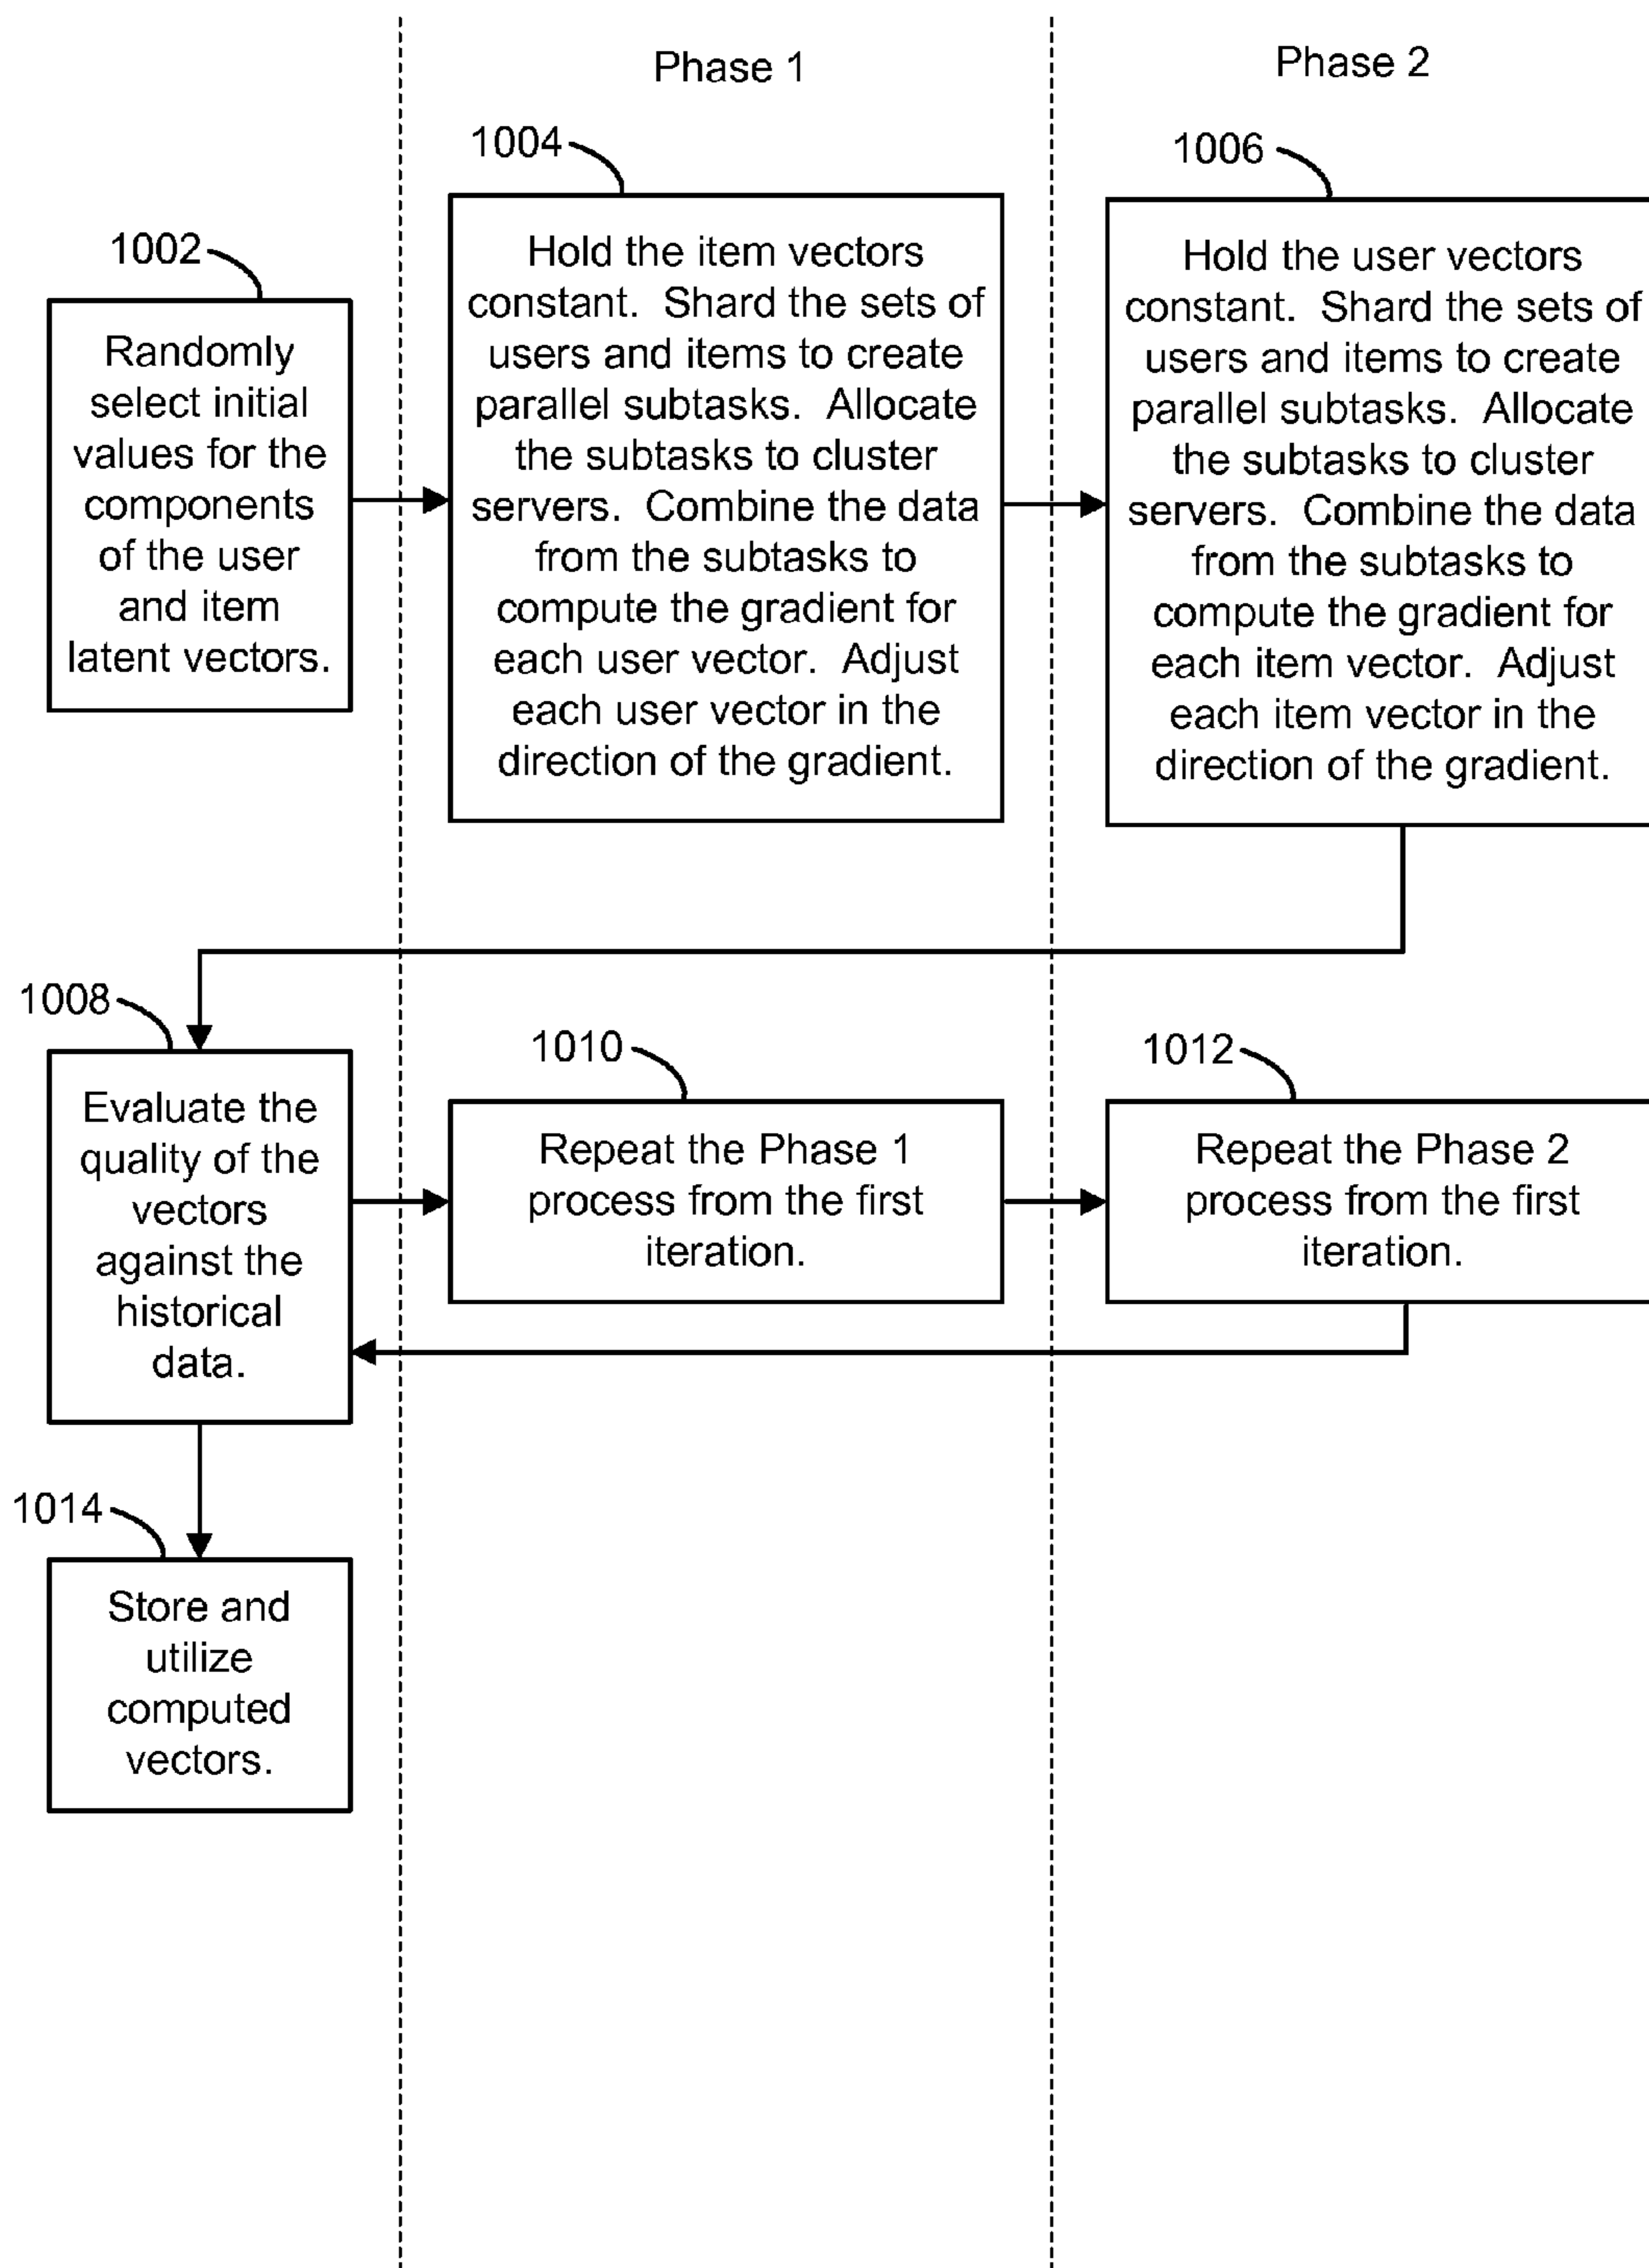 Phase 1
Phase 2
1002
Randomly
select initial
values for the
components
of the user
and item
latent vectors.
1004
Hold the item vectors
constant. Shard the sets of
users and items to create
parallel subtasks. Allocate
the subtasks to cluster
servers. Combine the data
from the subtasks to
compute the gradient for
each user vector. Adjust
each user vector in the
direction of the gradient.
1006
Hold the user vectors
constant. Shard the sets of
users and items to create
parallel subtasks. Allocate
the subtasks to cluster
servers. Combine the data
from the subtasks to
compute the gradient for
each item vector. Adjust
each item vector in the
direction of the gradient.
1008
Evaluate the
quality of the
vectors
against the
historical
data.
1010
Repeat the Phase 1
process from the first
iteration.
1012
Repeat the Phase 2
process from the first
iteration.
1014
Store and
utilize
computed
vectors.